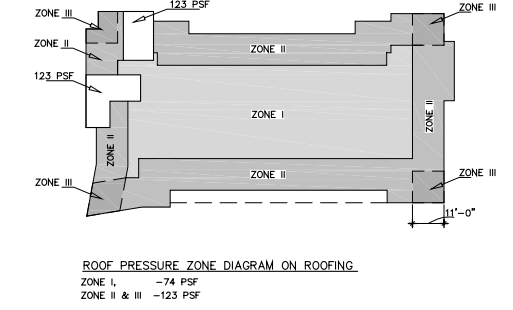 ZONE III
123 PSF
ZONE III
ZONE II
ZONE II
123 PSF
ZONE I
ZONE II
ZONE II
ZONE II
ZONE III
ZONE III
11'-0"
ROOF PRESSURE ZONE DIAGRAM ON ROOFING
ZONE I, -74 PSF
ZONE II & III -123 PSF